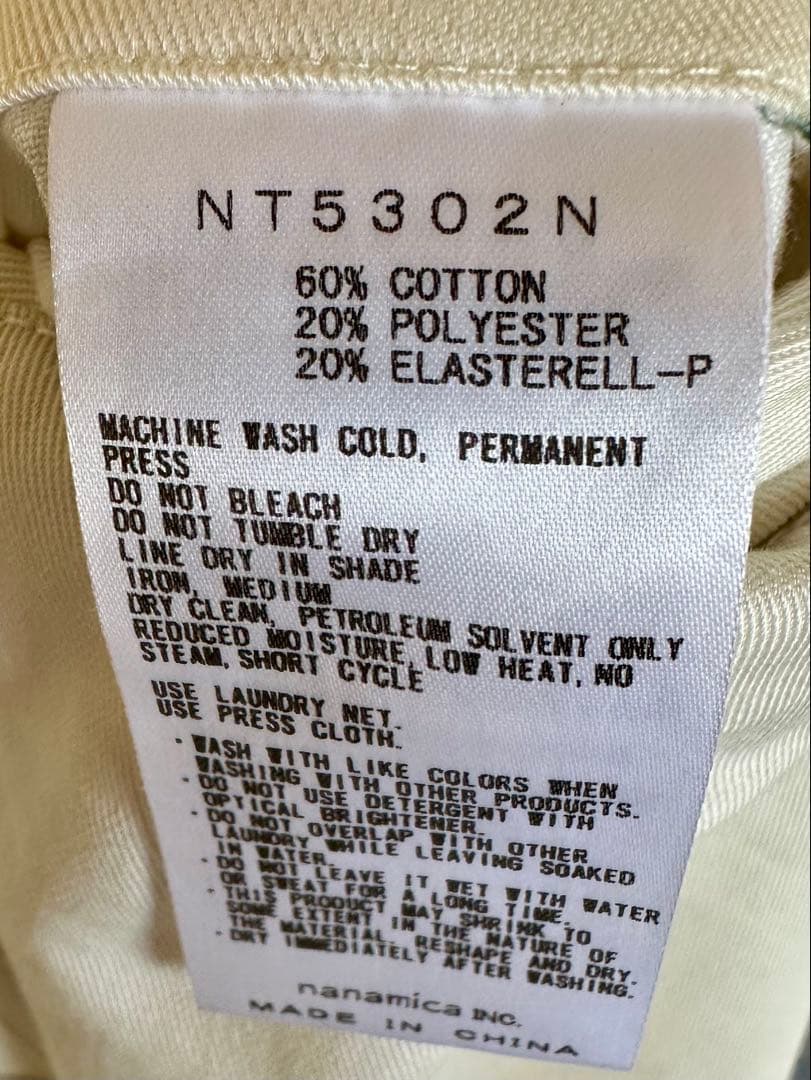 NT5302N
60% COTTON
20% POLYESTER
20% ELASTERELL-P
MACHINE WASH COLD, PERMANENT
PRESS
DO NOT BLEACH
DO NOT TUMBLE DRY
LINE DRY IN SHADE
IRON, MEDIUM
DRY CLEAN, PETROLEUM SOLVENT ONLY
REDUCED MOISTURE, LOW HEAT, NO
STEAM, SHORT CYCLE
USE LAUNDRY NET.
USE PRESS CLOTH.
・WASH WITH LIKE COLORS WHEN
WASHING WITH OTHER PRODUCTS.
・DO NOT USE DETERGENT WITH
OPTICAL BRIGHTENER.
・DO NOT OVERLAP WITH OTHER
LAUNDRY WHILE LEAVING SOAKED
IN WATER.
・DO NOT LEAVE IT WET WITH WATER
OR SWEAT FOR A LONG TIME.
・THIS PRODUCT MAY SHRINK TO
SOME EXTENT IN THE NATURE OF
THE MATERIAL. RESHAPE AND DRY.
・DRY IMMEDIATELY AFTER WASHING.
nanamica INC.
MADE IN CHINA